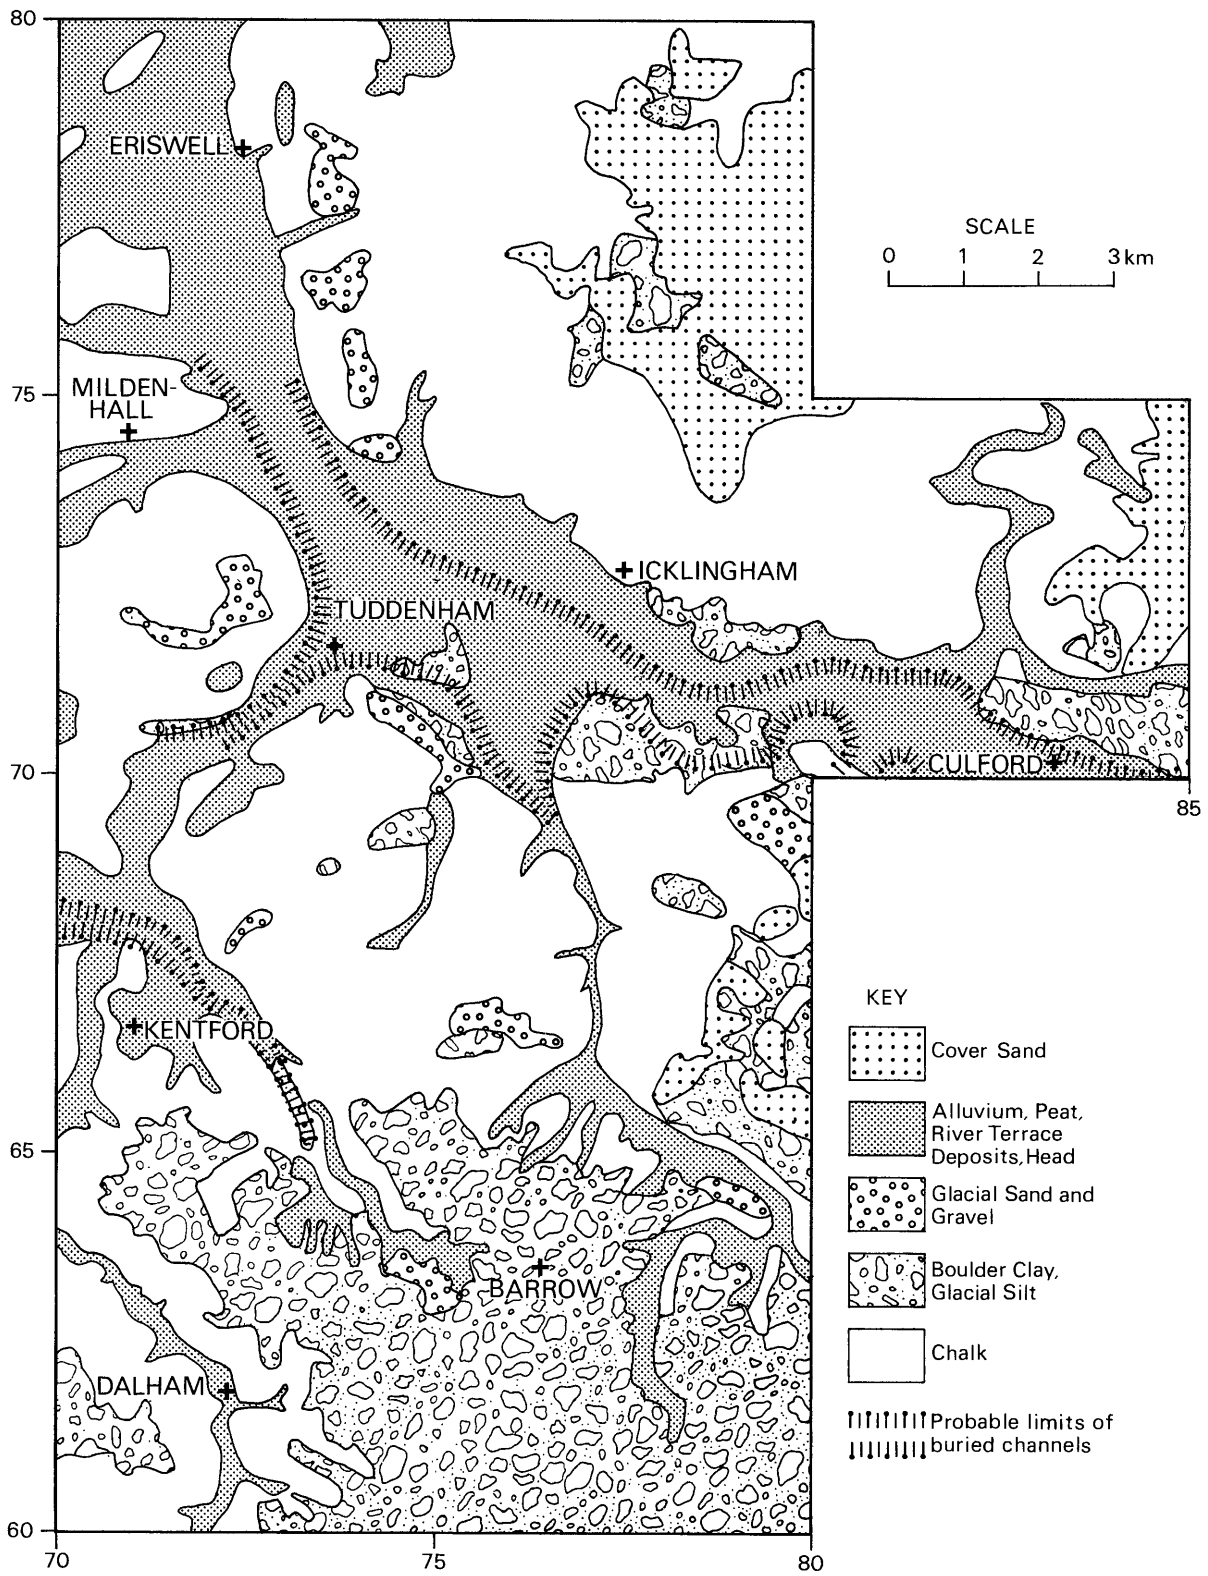 80
ERISWELL
SCALE
0 1 2 3 km
75
MILDEN-
HALL
ICKLINGHAM
TUDDENHAM
70
CULFORD
85
KEY
KENTFORD
Cover Sand
Alluvium, Peat,
River Terrace
Deposits, Head
65
Glacial Sand and
Gravel
BARROW
Boulder Clay,
Glacial Silt
Chalk
DALHAM
Probable limits of
buried channels
60
70 75 80